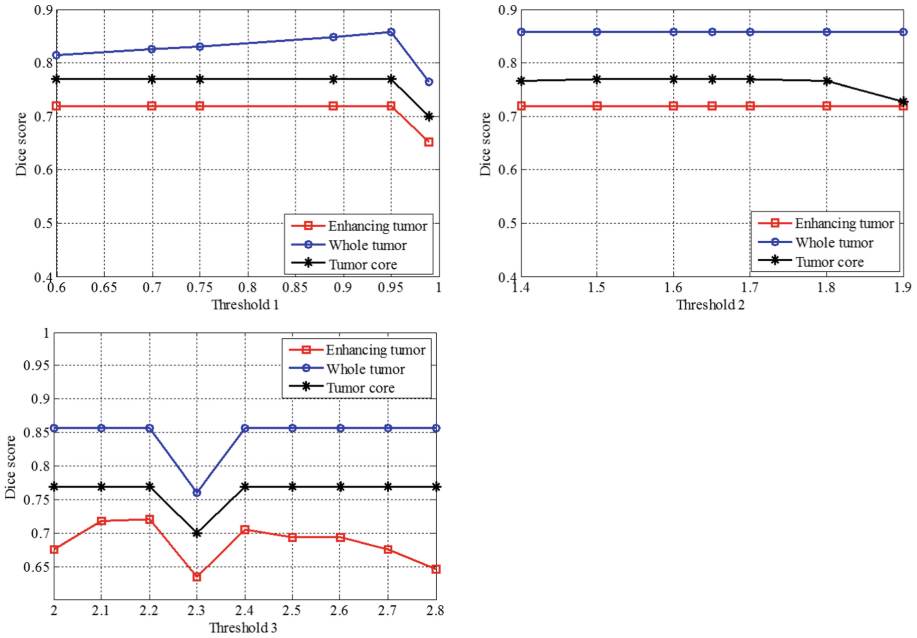 0.9
0.8
0.7
0.6
0.5
0.4
Dice score
0.6
0.7
0.75
0.8
0.89
0.9
0.95
1
Threshold 1
Enhancing tumor
Whole tumor
Tumor core
0.9
0.8
0.7
0.6
0.5
0.4
Dice score
1.4
1.5
1.6
1.65
1.7
1.8
1.9
Threshold 2
Enhancing tumor
Whole tumor
Tumor core
1
0.95
0.9
0.85
0.8
0.75
0.7
0.65
Dice score
2
2.1
2.2
2.3
2.4
2.5
2.6
2.7
2.8
Threshold 3
Enhancing tumor
Whole tumor
Tumor core